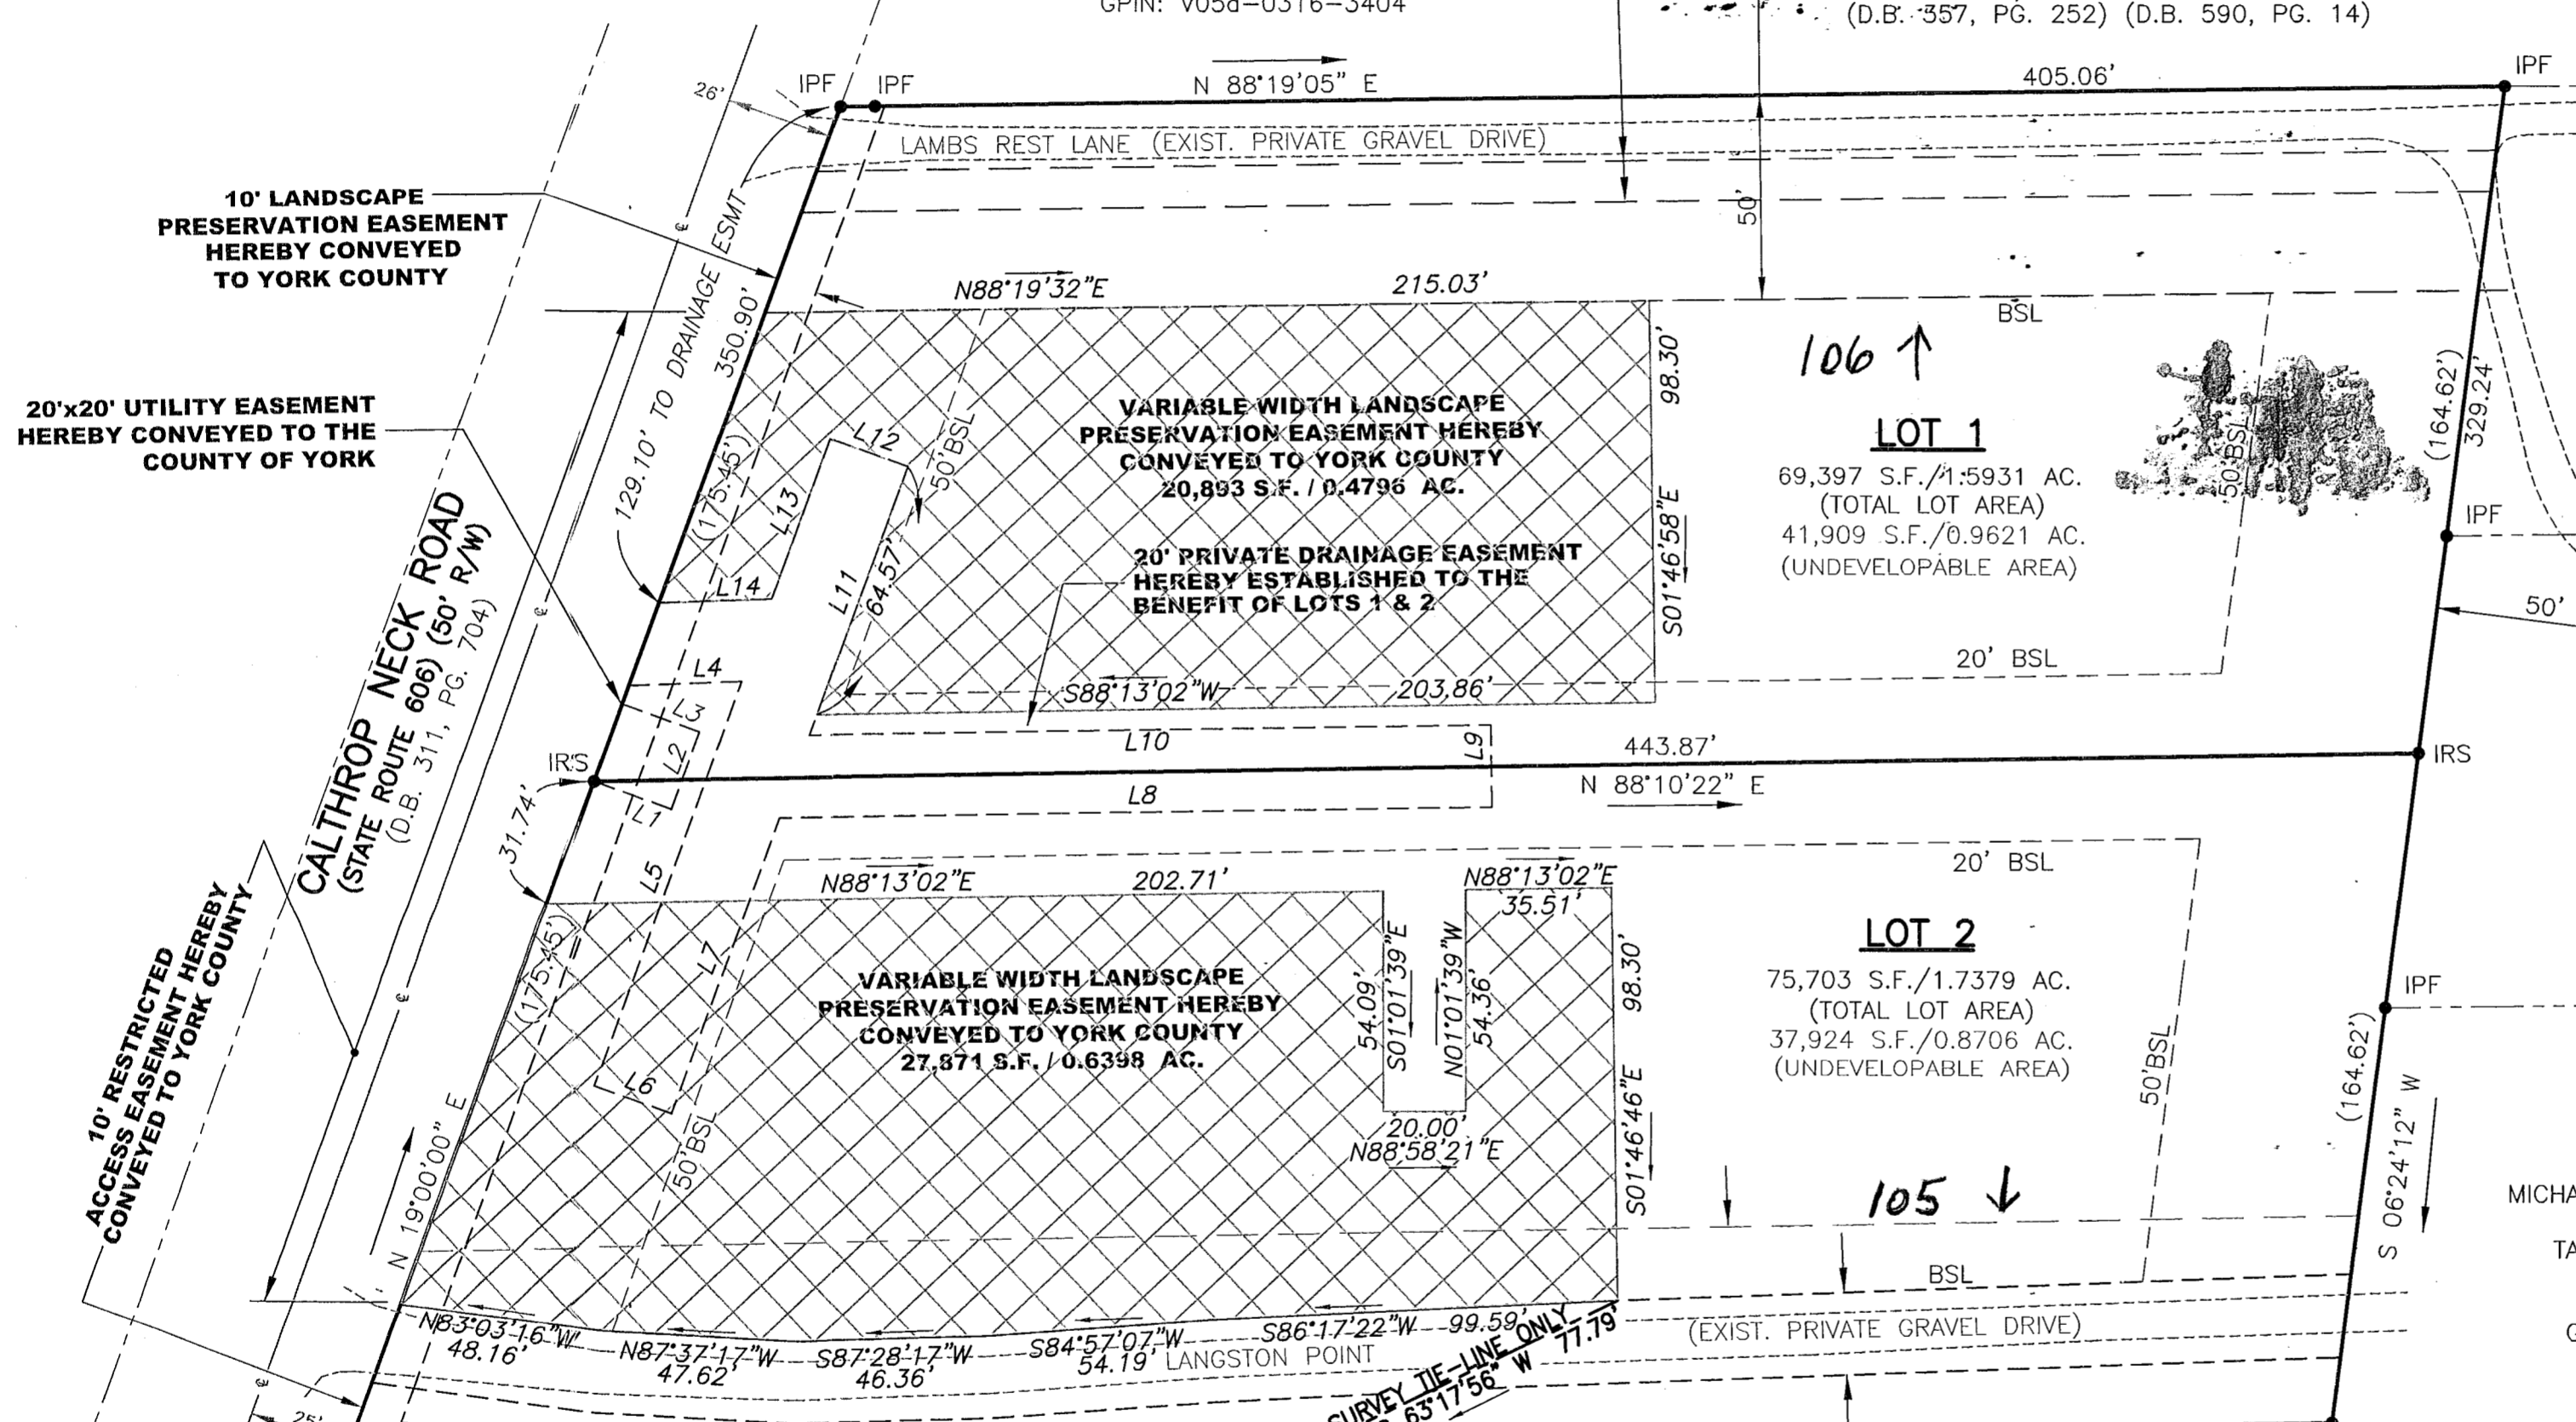 GPIN: V05d-0316-3404
(D.B. 357, PG. 252) (D.B. 590, PG. 14)
IPF
IPF
N 88°19'05" E
405.06'
IPF
26'
LAMBS REST LANE (EXIST. PRIVATE GRAVEL DRIVE)
10' LANDSCAPE
PRESERVATION EASEMENT
HEREBY CONVEYED
TO YORK COUNTY
50'
N88°19'32"E
215.03'
BSL
129.10' TO DRAINAGE ESMT
350.90'
(175.45')
106 ↑
98.30'
S01°46'58"E
20'x20' UTILITY EASEMENT
HEREBY CONVEYED TO THE
COUNTY OF YORK
L12
L13
L14
L11
64.57'
50'BSL
VARIABLE WIDTH LANDSCAPE
PRESERVATION EASEMENT HEREBY
CONVEYED TO YORK COUNTY
20,893 S.F. / 0.4796 AC.
20' PRIVATE DRAINAGE EASEMENT
HEREBY ESTABLISHED TO THE
BENEFIT OF LOTS 1 & 2
LOT 1
69,397 S.F./1.5931 AC.
(TOTAL LOT AREA)
41,909 S.F./0.9621 AC.
(UNDEVELOPABLE AREA)
50'BSL
(164.62')
329.24'
IPF
50'
CALTHROP NECK ROAD
(STATE ROUTE 606) (50' R/W)
(D.B. 311, PG. 704)
L4
L3
L2
L1
S88°13'02"W
203.86'
20' BSL
L10
L9
443.87'
N 88°10'22" E
IRS
IRS
L8
31.74'
L5
N88°13'02"E
202.71'
N88°13'02"E
35.51'
20' BSL
10' RESTRICTED
ACCESS EASEMENT HEREBY
CONVEYED TO YORK COUNTY
(175.45')
L7
L6
50'BSL
VARIABLE WIDTH LANDSCAPE
PRESERVATION EASEMENT HEREBY
CONVEYED TO YORK COUNTY
27,871 S.F. / 0.6398 AC.
54.09'
S01°01'39"E
N01°01'39"W
54.36'
98.30'
S01°46'46"E
20.00'
N88°58'21"E
LOT 2
75,703 S.F./1.7379 AC.
(TOTAL LOT AREA)
37,924 S.F./0.8706 AC.
(UNDEVELOPABLE AREA)
50'BSL
IPF
(164.62')
S 06°24'12" W
105 ↓
MICHA
TA
N 19°00'00" E
BSL
N83°03'16"W
48.16'
N87°37'17"W
47.62'
S87°28'17"W
46.36'
S84°57'07"W
54.19'
S86°17'22"W 99.59'
LANGSTON POINT
(EXIST. PRIVATE GRAVEL DRIVE)
SURVEY TIE-LINE ONLY
63°17'56" W 77.79'
25'